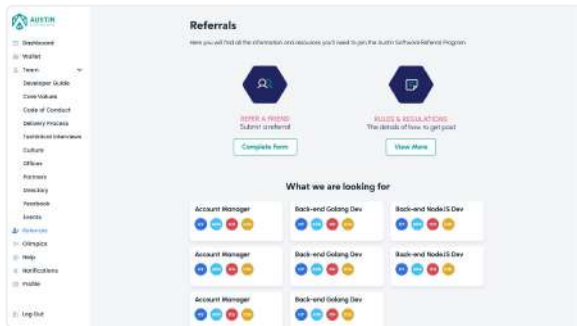 AUSTIN
Dashboard
Wallet
Team
Developer Guide
Core Values
Code of Conduct
Delivery Process
Technical Interviews
Culture
Offices
Partners
Directory
Yearbook
Events
Referrals
Olimpics
Help
Notifications
Profile
Log Out
Referrals
Here you will find all the information and resources you'll need to join the Austin Software Referral Program
REFER A FRIEND
Submit a referral
Complete Form
RULES & REGULATIONS
The details of how to get paid
View More
What we are looking for
Account Manager
Back-end Golang Dev
Back-end NodeJS Dev
Account Manager
Back-end Golang Dev
Back-end NodeJS Dev
Account Manager
Back-end Golang Dev